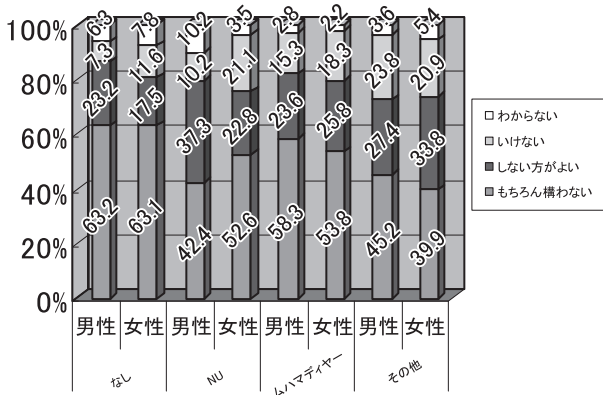 100%
80%
60%
40%
20%
0%
6.3 7.8 10.2 3.5 2.8 2.2 3.6 5.4
7.3 11.6 10.2 21.1 15.3 18.3 23.8 20.9
23.2 17.5 37.3 22.8 23.6 25.8 27.4 33.8
63.2 63.1 42.4 52.6 58.3 53.8 45.2 39.9
男性 女性 男性 女性 男性 女性 男性 女性
なし NU ムハマディヤー その他
わからない
いけない
しない方がよい
もちろん構わない